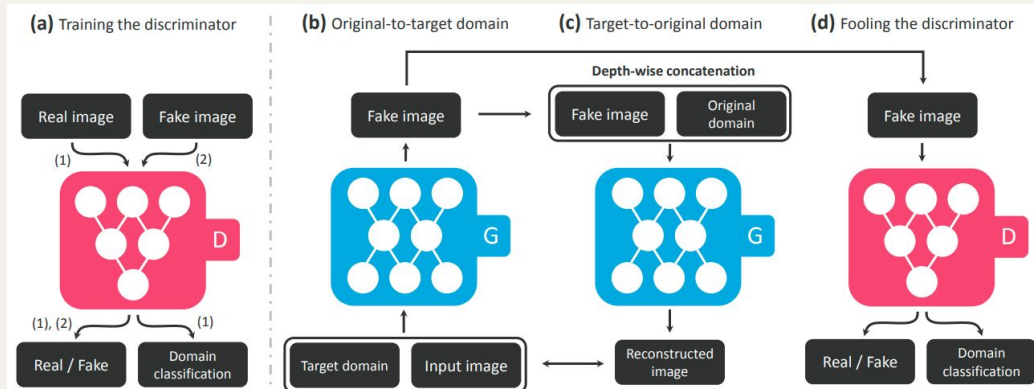 (a) Training the discriminator
(b) Original-to-target domain
(c) Target-to-original domain
(d) Fooling the discriminator
Depth-wise concatenation
Real image
Fake image
Fake image
Fake image
Original
domain
Fake image
(1)
(2)
D
G
G
D
(1), (2)
(1)
Real / Fake
Domain
classification
Target domain
Input image
Reconstructed
image
Real / Fake
Domain
classification